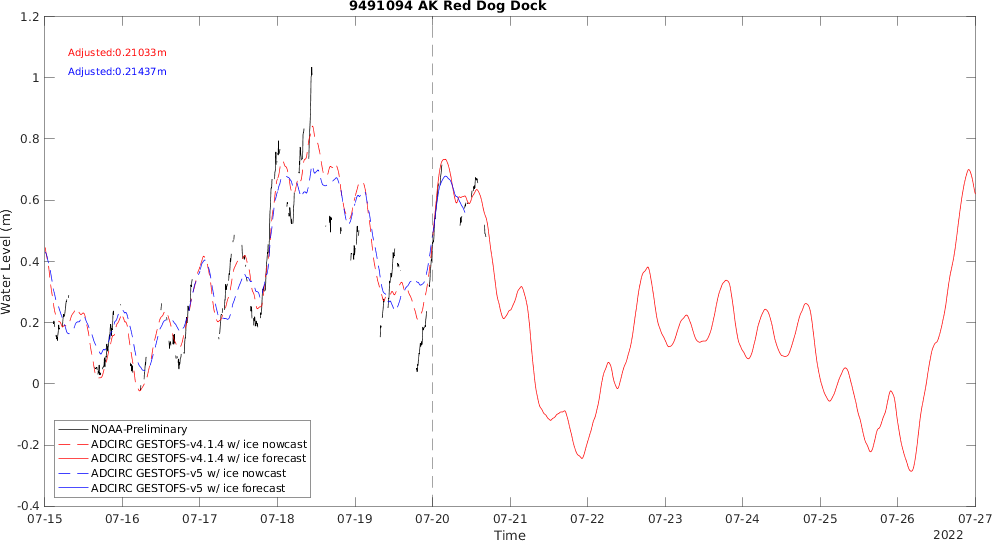 9491094 AK Red Dog Dock
1.2
1
0.8
0.6
0.4
0.2
0
-0.2
-0.4
Water Level (m)
Adjusted:0.21033m
Adjusted:0.21437m
NOAA-Preliminary
ADCIRC GESTOFS-v4.1.4 w/ ice nowcast
ADCIRC GESTOFS-v4.1.4 w/ ice forecast
ADCIRC GESTOFS-v5 w/ ice nowcast
ADCIRC GESTOFS-v5 w/ ice forecast
07-15 07-16 07-17 07-18 07-19 07-20 07-21 07-22 07-23 07-24 07-25 07-26 07-27
Time
2022